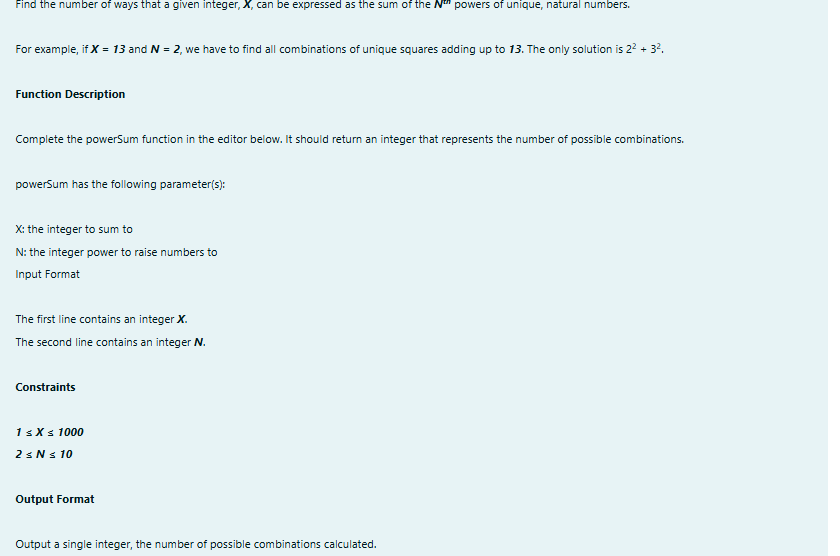 Find the number of ways that a given integer, X, can be expressed as the sum of the Nth powers of unique, natural numbers.
For example, if X = 13 and N = 2, we have to find all combinations of unique squares adding up to 13. The only solution is 2² + 3².
Function Description
Complete the powerSum function in the editor below. It should return an integer that represents the number of possible combinations.
powerSum has the following parameter(s):
X: the integer to sum to
N: the integer power to raise numbers to
Input Format
The first line contains an integer X.
The second line contains an integer N.
Constraints
1 ≤ X ≤ 1000
2 ≤ N ≤ 10
Output Format
Output a single integer, the number of possible combinations calculated.